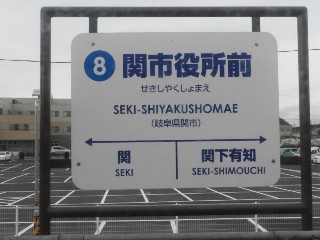 8 関市役所前
せきしやくしょまえ
SEKI-SHIYAKUSHOMAE
(岐阜県関市)
関 関下有知
SEKI SEKI-SHIMOUCHI